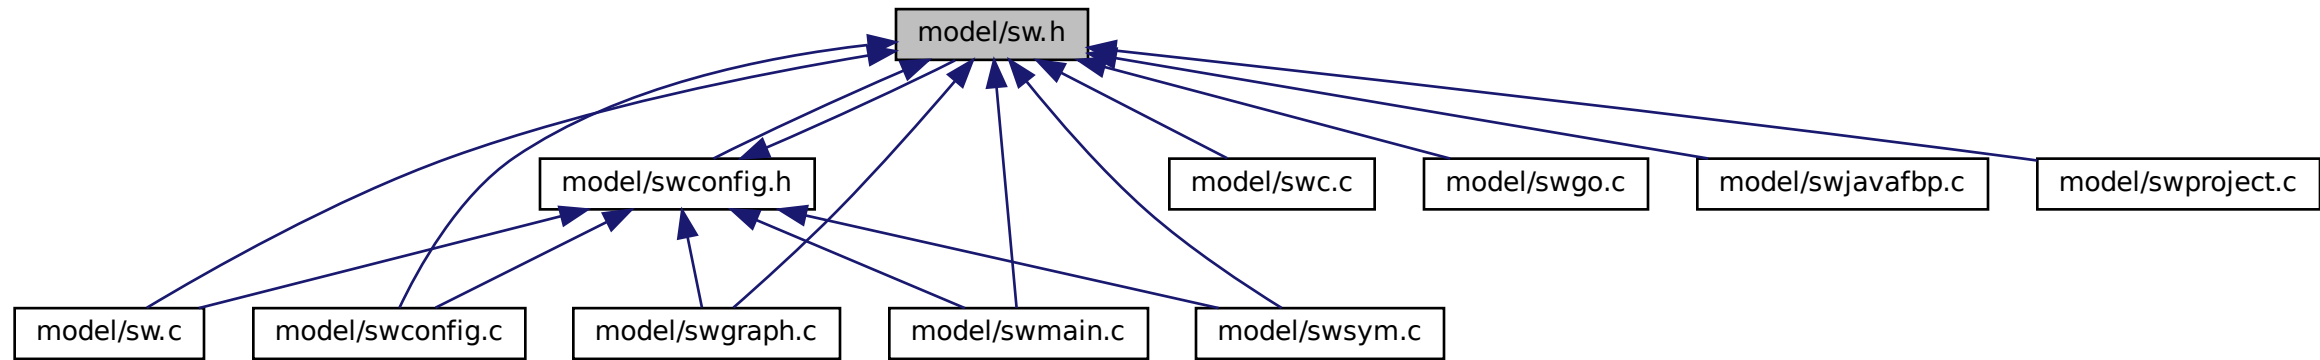 model/sw.h
model/swconfig.h
model/swc.c
model/swgo.c
model/swjavafbp.c
model/swproject.c
model/sw.c
model/swconfig.c
model/swgraph.c
model/swmain.c
model/swsym.c